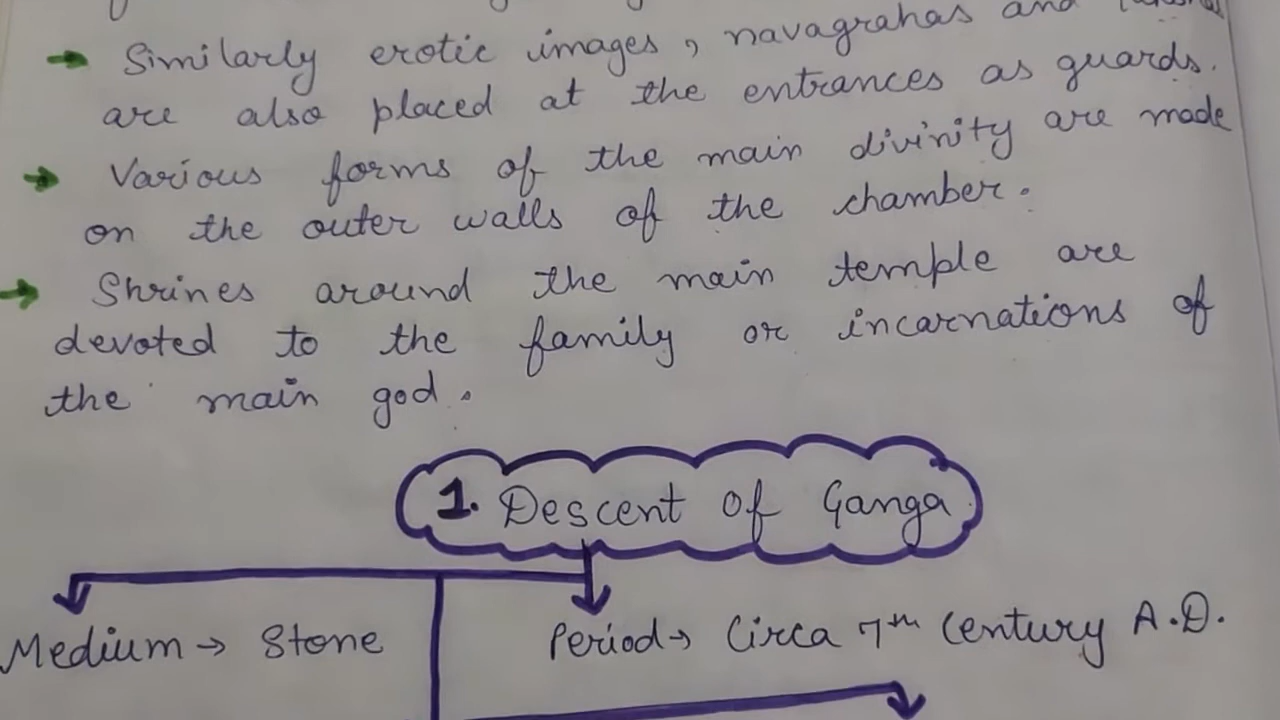 → Similarly erotic images, navagrahas and
are also placed at the entrances as guards.
→ Various forms of the main divinity are made
on the outer walls of the chamber.
→ Shrines around the main temple are
devoted to the family or incarnations of
the main god.
1. Descent of Ganga
Medium → Stone
Period → Circa 7th Century A.D.